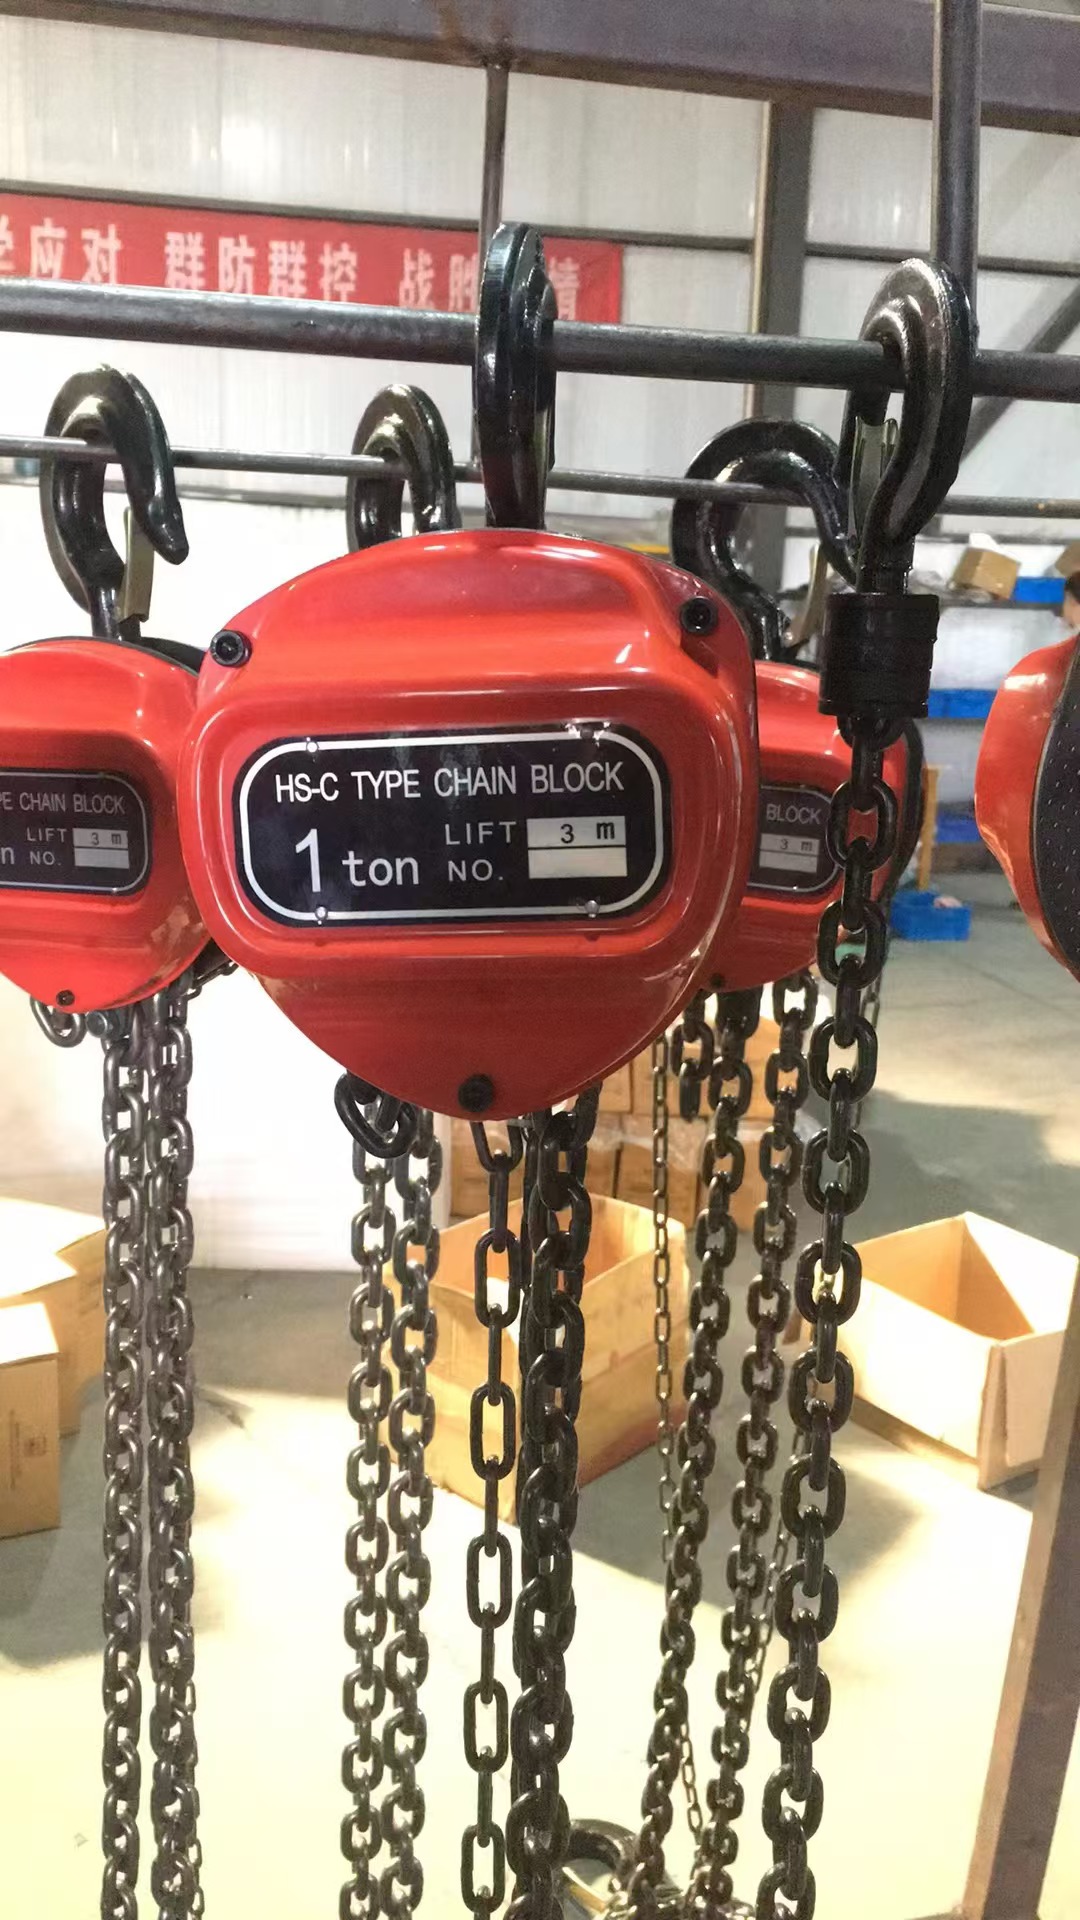 应对 群防群控 战胜
HS-C TYPE CHAIN BLOCK
1 ton
LIFT 3 m
NO.
CHAIN BLOCK
LIFT 3 m
NO.
BLOCK
3 m